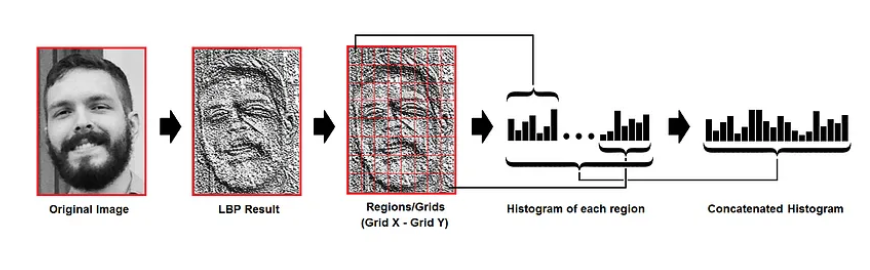 Original Image
LBP Result
Regions/Grids
(Grid X - Grid Y)
Histogram of each region
Concatenated Histogram